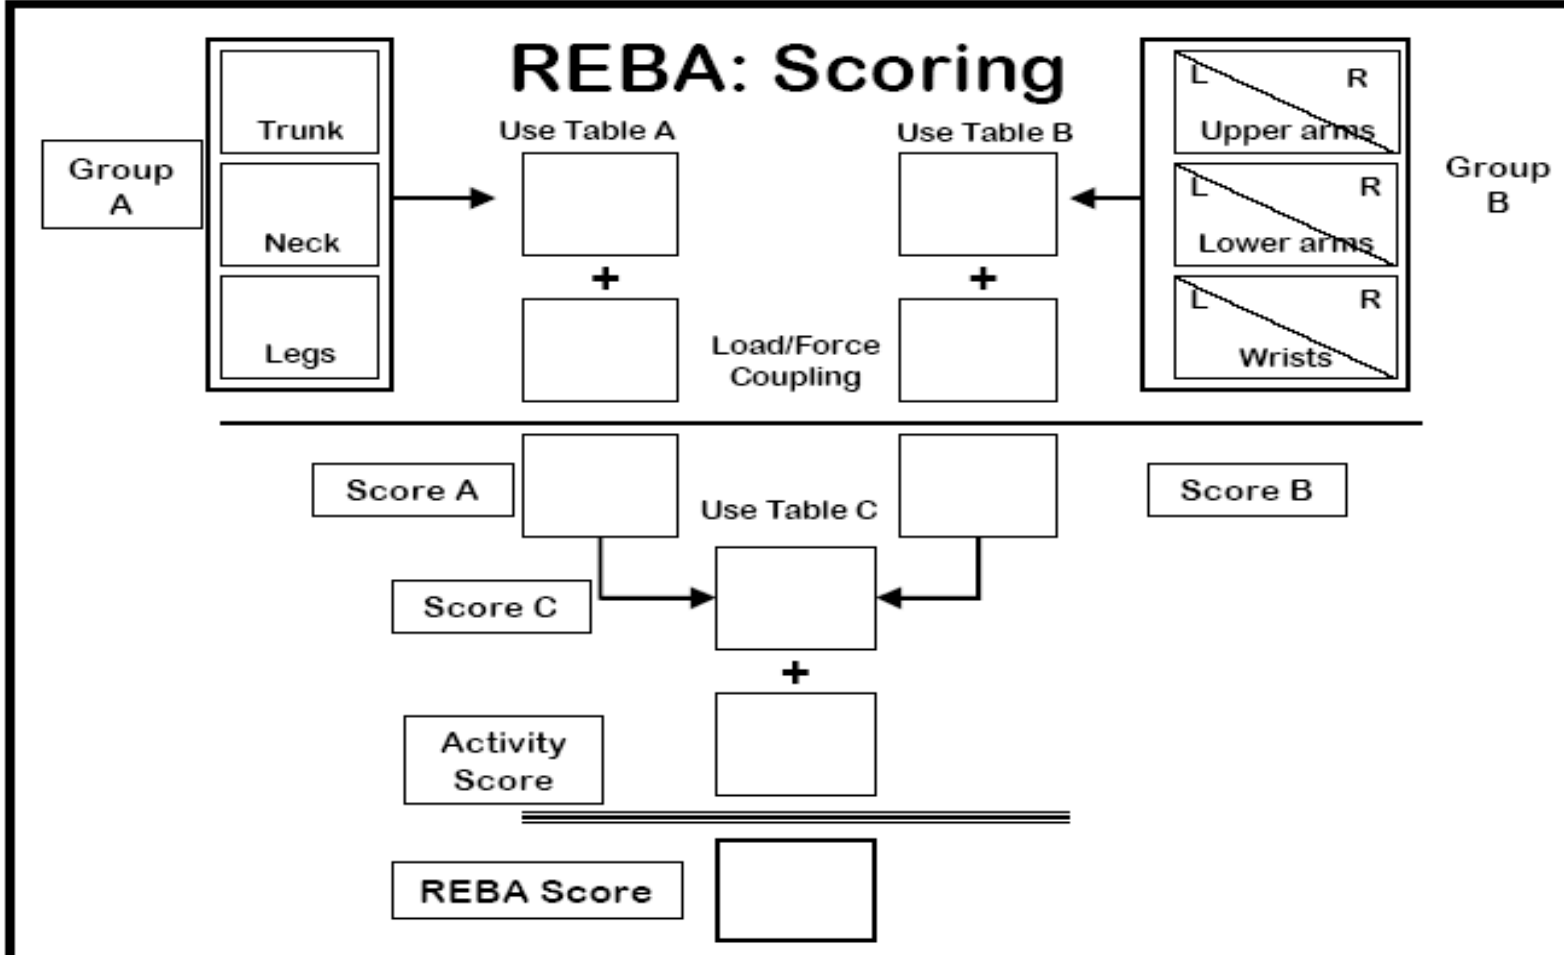 REBA: Scoring
Group
A
Trunk
Neck
Legs
Use Table A
+
Use Table B
+
Load/Force
Coupling
L R
Upper arms
L R
Lower arms
L R
Wrists
Group
B
Score A
Use Table C
Score B
Score C
+
Activity
Score
REBA Score